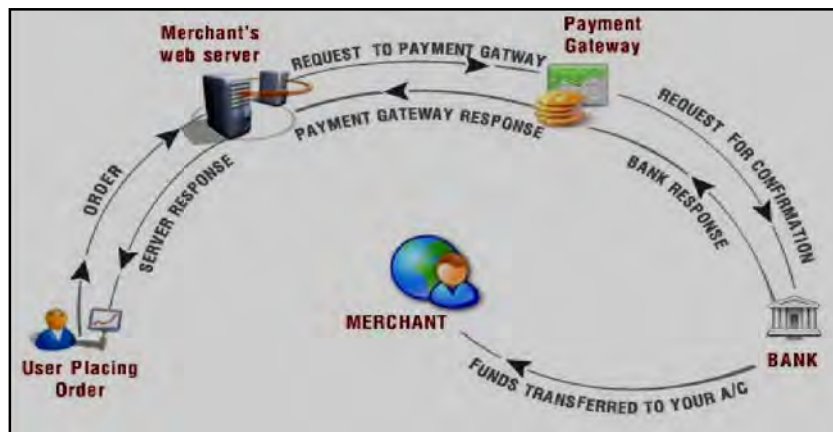 Merchant's
web server
Payment
Gateway
REQUEST TO PAYMENT GATWAY
PAYMENT GATEWAY RESPONSE
ORDER
SERVER RESPONSE
REQUEST FOR CONFIRMATION
BANK RESPONSE
MERCHANT
User Placing
Order
BANK
FUNDS TRANSFERRED TO YOUR A/C